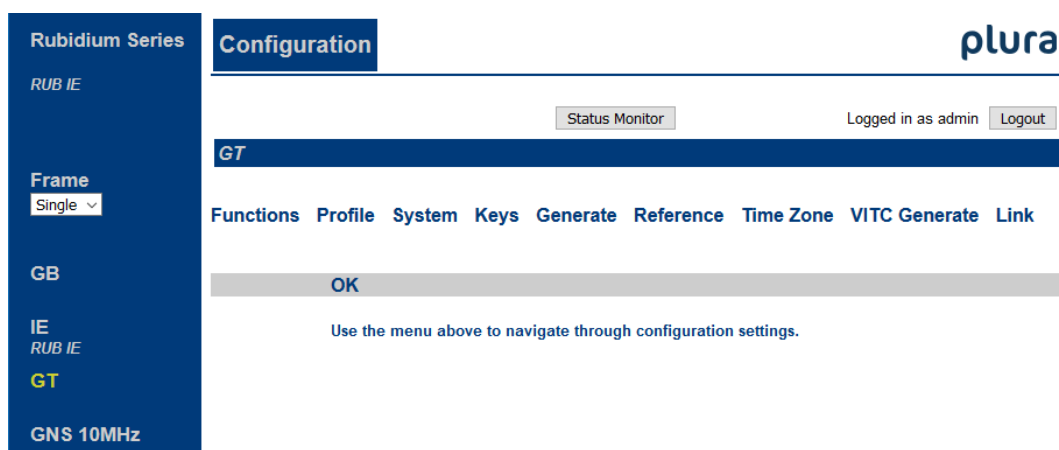 Rubidium Series
RUB IE
Configuration
plura
Status Monitor
Logged in as admin
Logout
GT
Frame
Single
Functions Profile System Keys Generate Reference Time Zone VITC Generate Link
GB
OK
IE
RUB IE
Use the menu above to navigate through configuration settings.
GT
GNS 10MHz